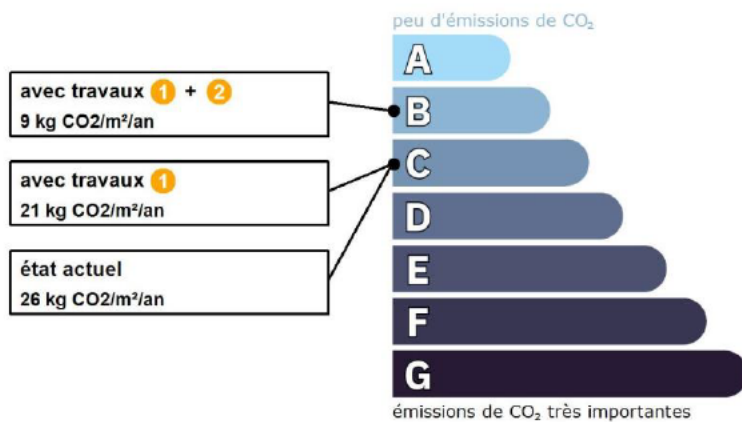 peu d'émissions de CO₂
A
avec travaux 1 + 2
9 kg CO2/m²/an
B
C
avec travaux 1
21 kg CO2/m²/an
D
état actuel
26 kg CO2/m²/an
E
F
G
émissions de CO₂ très importantes